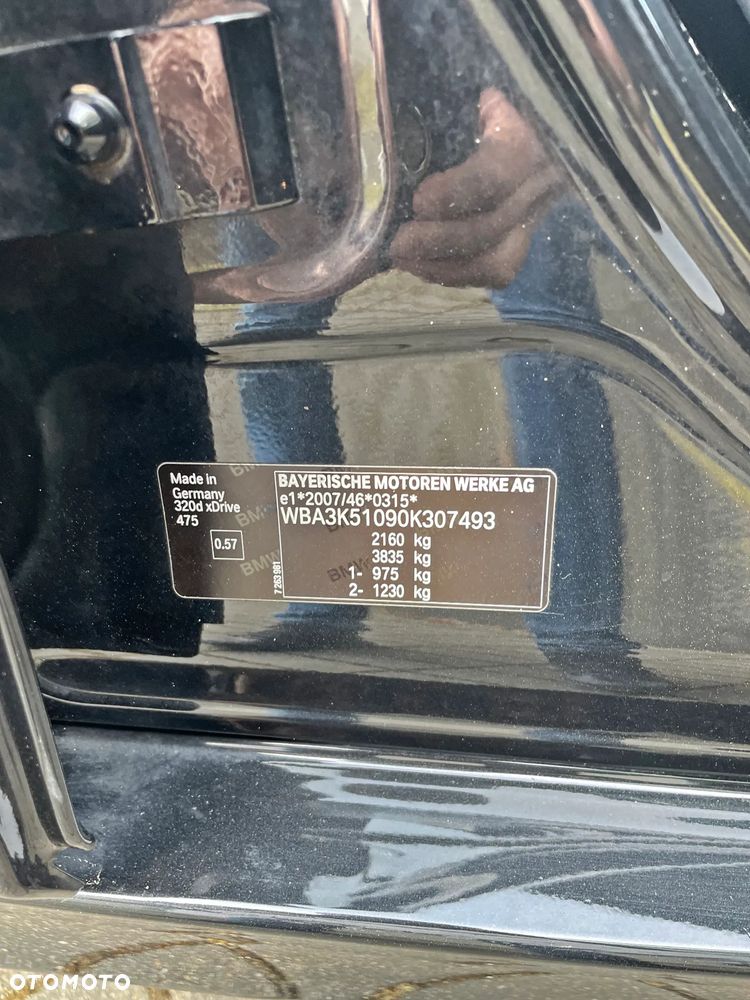 Made in
Germany
320d xDrive
475
0.57
7 263 981
BAYERISCHE MOTOREN WERKE AG
e1*2007/46*0315*
WBA3K51090K307493
2160 kg
3835 kg
1- 975 kg
2- 1230 kg
OTOMOTO